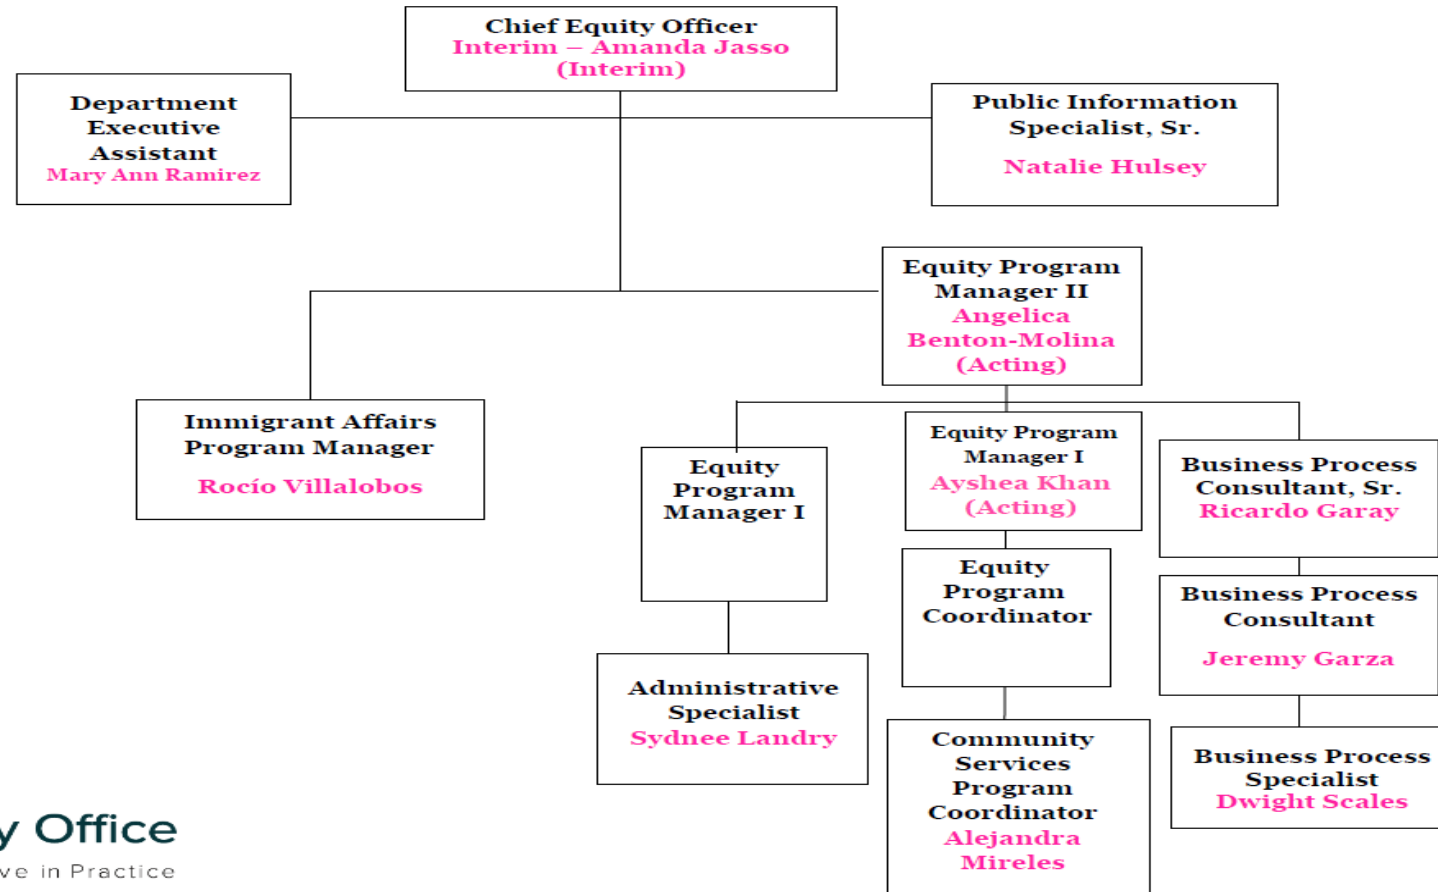 Chief Equity Officer
Interim – Amanda Jasso
(Interim)
Department
Executive
Assistant
Mary Ann Ramirez
Public Information
Specialist, Sr.
Natalie Hulsey
Equity Program
Manager II
Angelica
Benton-Molina
(Acting)
Immigrant Affairs
Program Manager
Rocío Villalobos
Equity
Program
Manager I
Equity Program
Manager I
Ayshea Khan
(Acting)
Business Process
Consultant, Sr.
Ricardo Garay
Equity
Program
Coordinator
Business Process
Consultant
Jeremy Garza
Administrative
Specialist
Sydnee Landry
Community
Services
Program
Coordinator
Alejandra
Mireles
Business Process
Specialist
Dwight Scales
y Office
ve in Practice